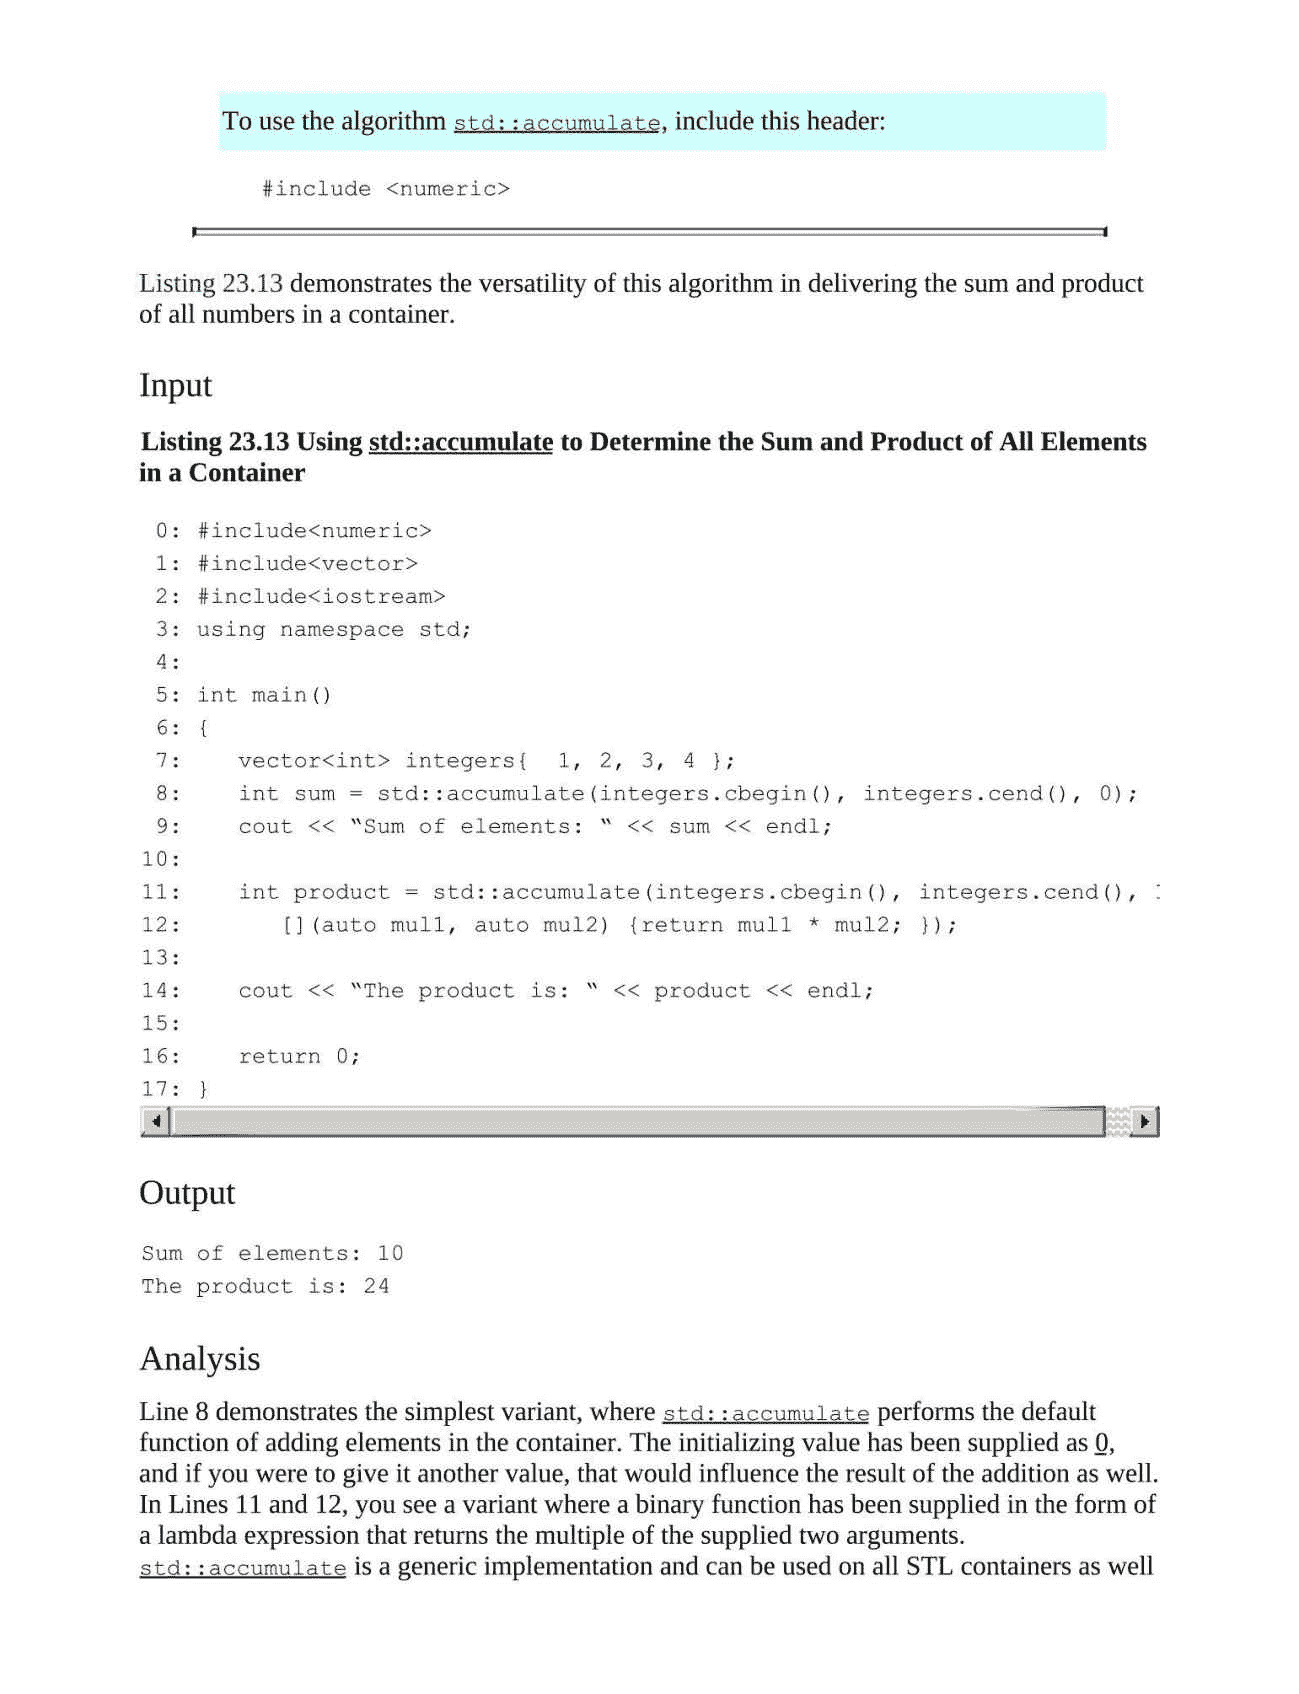 To use the algorithm std::accumulate, include this header:
#include <numeric>
Listing 23.13 demonstrates the versatility of this algorithm in delivering the sum and product
of all numbers in a container.
Input
Listing 23.13 Using std::accumulate to Determine the Sum and Product of All Elements
in a Container
0: #include<numeric>
1: #include<vector>
2: #include<iostream>
3: using namespace std;
4:
5: int main()
6: {
7:    vector<int> integers{  1, 2, 3, 4 };
8:    int sum = std::accumulate(integers.cbegin(), integers.cend(), 0);
9:    cout << “Sum of elements: “ << sum << endl;
10:
11:    int product = std::accumulate(integers.cbegin(), integers.cend(),
12:       [](auto mul1, auto mul2) {return mul1 * mul2; });
13:
14:    cout << “The product is: “ << product << endl;
15:
16:    return 0;
17: }
Output
Sum of elements: 10
The product is: 24
Analysis
Line 8 demonstrates the simplest variant, where std::accumulate performs the default
function of adding elements in the container. The initializing value has been supplied as 0,
and if you were to give it another value, that would influence the result of the addition as well.
In Lines 11 and 12, you see a variant where a binary function has been supplied in the form of
a lambda expression that returns the multiple of the supplied two arguments.
std::accumulate is a generic implementation and can be used on all STL containers as well